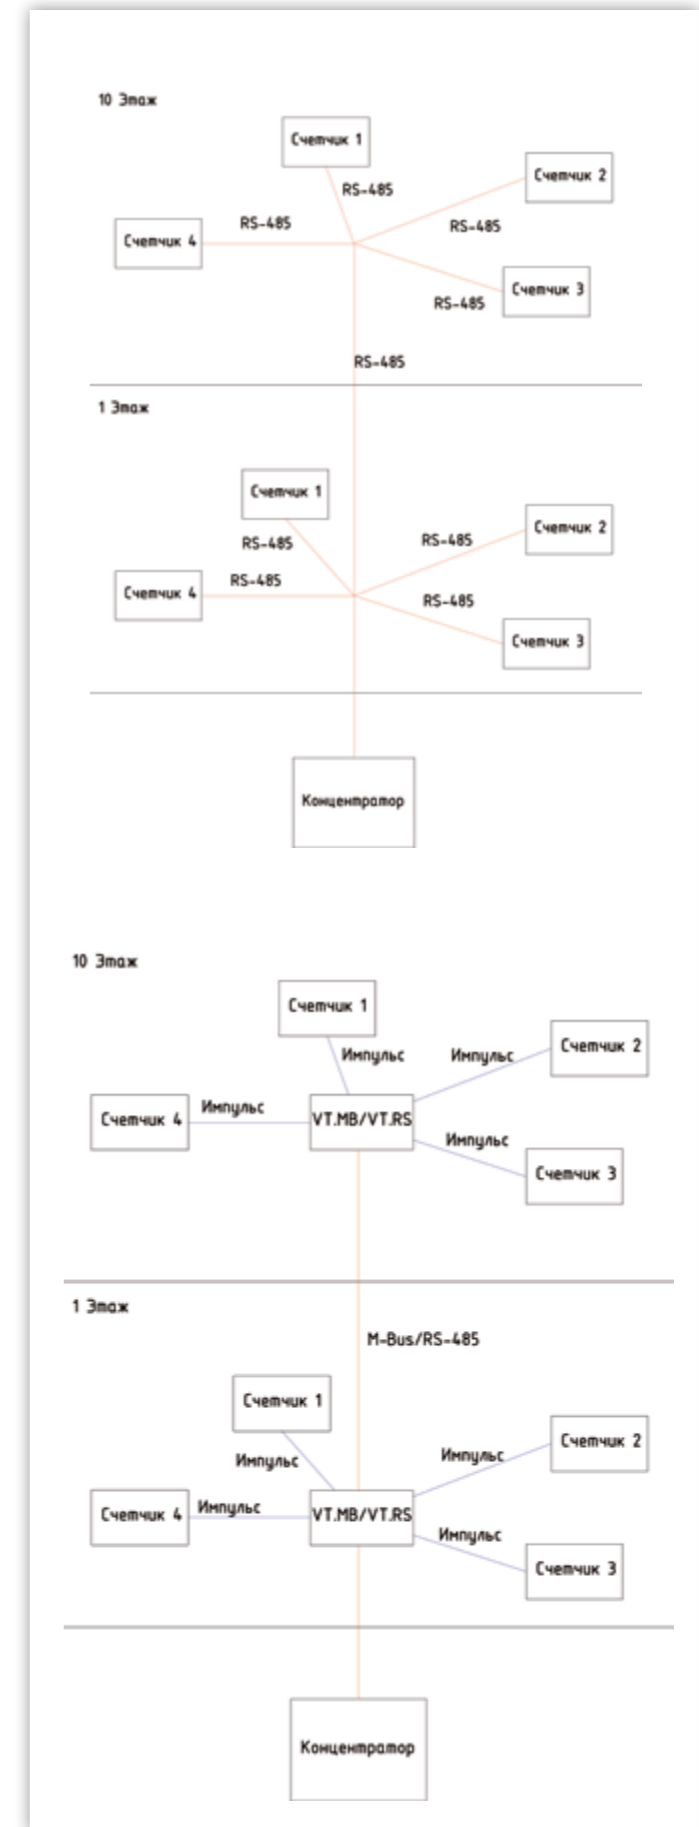 10 Этаж
Счетчик 1
Счетчик 2
RS-485
RS-485
RS-485
Счетчик 4
Счетчик 3
RS-485
RS-485
1 Этаж
Счетчик 1
Счетчик 2
RS-485
RS-485
RS-485
Счетчик 4
RS-485
Счетчик 3
Концентратор
10 Этаж
Счетчик 1
Счетчик 2
Импульс
Импульс
Импульс
Счетчик 4
VT.MB/VT.RS
Импульс
Счетчик 3
1 Этаж
M-Bus/RS-485
Счетчик 1
Счетчик 2
Импульс
Импульс
Импульс
Счетчик 4
VT.MB/VT.RS
Импульс
Счетчик 3
Концентратор